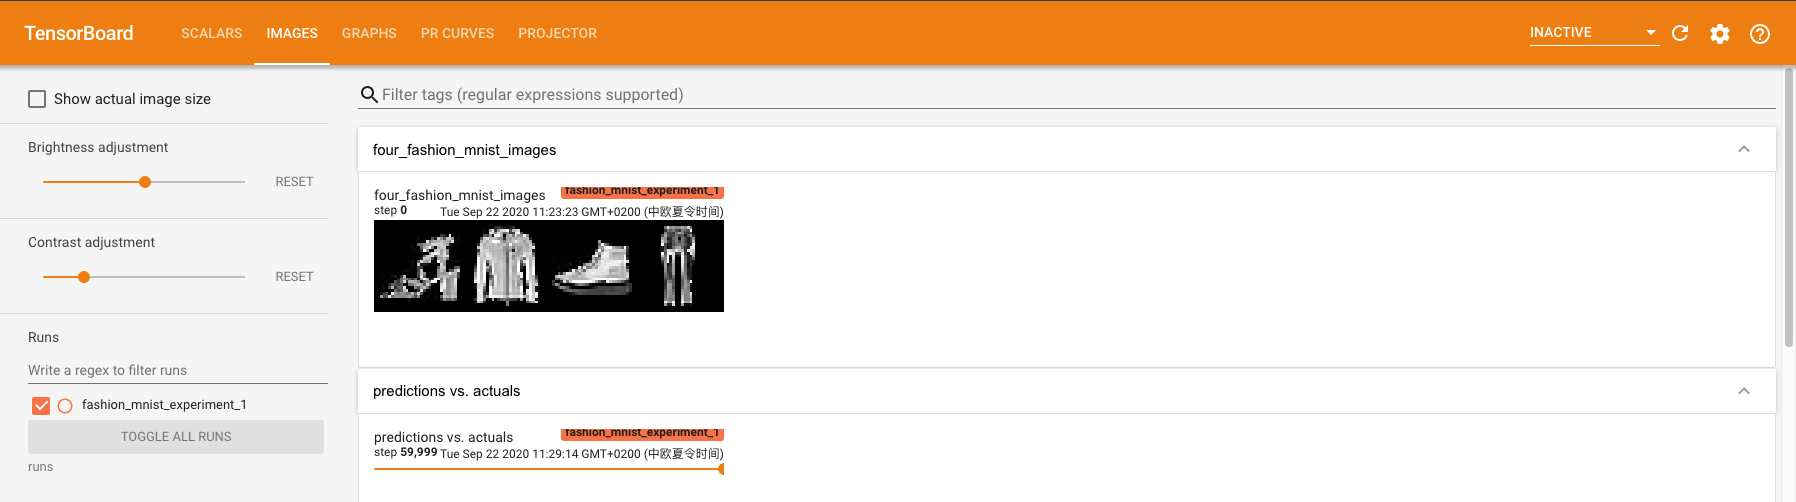 TensorBoard SCALARS IMAGES GRAPHS PR CURVES PROJECTOR INACTIVE
Show actual image size
Filter tags (regular expressions supported)
Brightness adjustment
RESET
Contrast adjustment
RESET
Runs
Write a regex to filter runs
fashion_mnist_experiment_1
TOGGLE ALL RUNS
runs
four_fashion_mnist_images
four_fashion_mnist_images fashion_mnist_experiment_1
step 0 Tue Sep 22 2020 11:23:23 GMT+0200 (中欧夏令时间)
predictions vs. actuals
predictions vs. actuals fashion_mnist_experiment_1
step 59,999 Tue Sep 22 2020 11:29:14 GMT+0200 (中欧夏令时间)